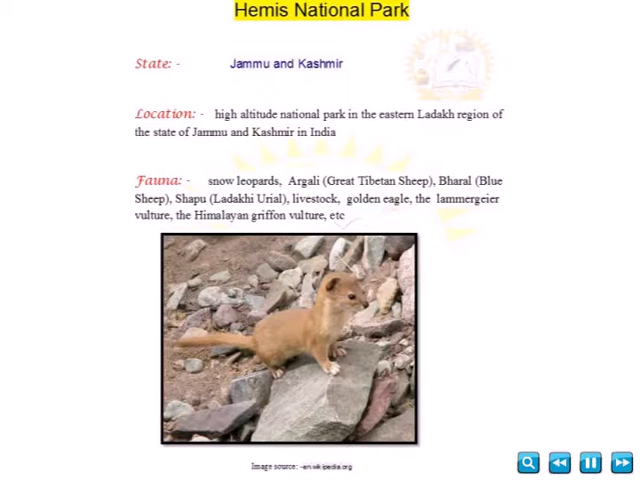 Hemis National Park
State: - Jammu and Kashmir
Location: - high altitude national park in the eastern Ladakh region of
the state of Jammu and Kashmir in India
Fauna: - snow leopards, Argali (Great Tibetan Sheep), Bharal (Blue
Sheep), Shapu (Ladakhi Urial), livestock, golden eagle, the lammergeier
vulture, the Himalayan griffon vulture, etc
Image source: -en.wikipedia.org